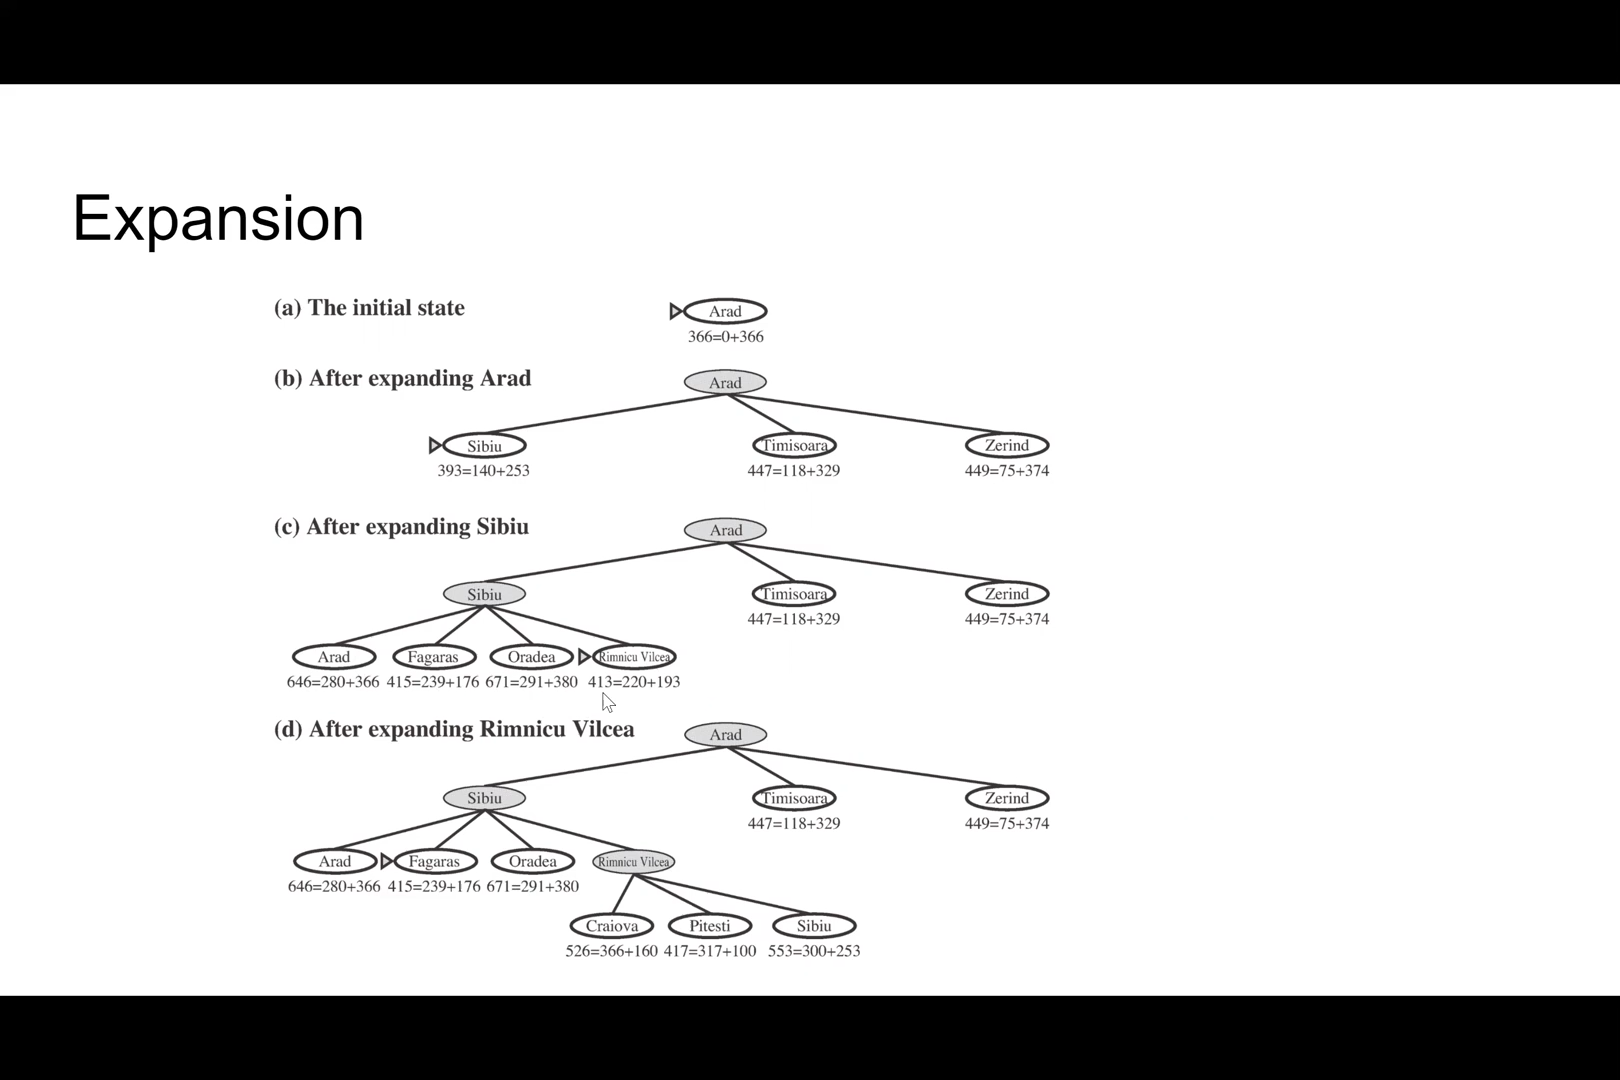 Expansion
(a) The initial state
Arad
366=0+366
(b) After expanding Arad
Arad
Sibiu Timisoara Zerind
393=140+253 447=118+329 449=75+374
(c) After expanding Sibiu
Arad
Sibiu Timisoara Zerind
447=118+329 449=75+374
Arad Fagaras Oradea Rimnicu Vilcea
646=280+366 415=239+176 671=291+380 413=220+193
(d) After expanding Rimnicu Vilcea
Arad
Sibiu Timisoara Zerind
447=118+329 449=75+374
Arad Fagaras Oradea Rimnicu Vilcea
646=280+366 415=239+176 671=291+380
Craiova Pitesti Sibiu
526=366+160 417=317+100 553=300+253